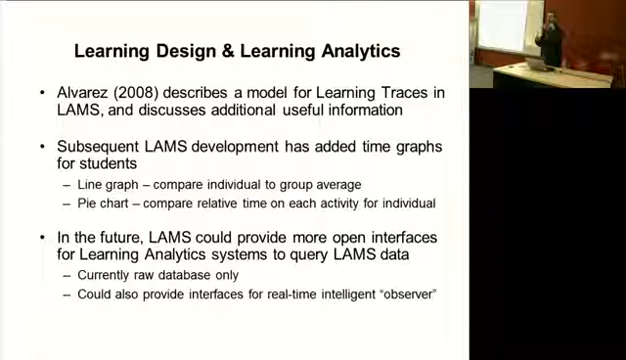 Learning Design & Learning Analytics
• Alvarez (2008) describes a model for Learning Traces in
LAMS, and discusses additional useful information
• Subsequent LAMS development has added time graphs
for students
– Line graph – compare individual to group average
– Pie chart – compare relative time on each activity for individual
• In the future, LAMS could provide more open interfaces
for Learning Analytics systems to query LAMS data
– Currently raw database only
– Could also provide interfaces for real-time intelligent “observer”